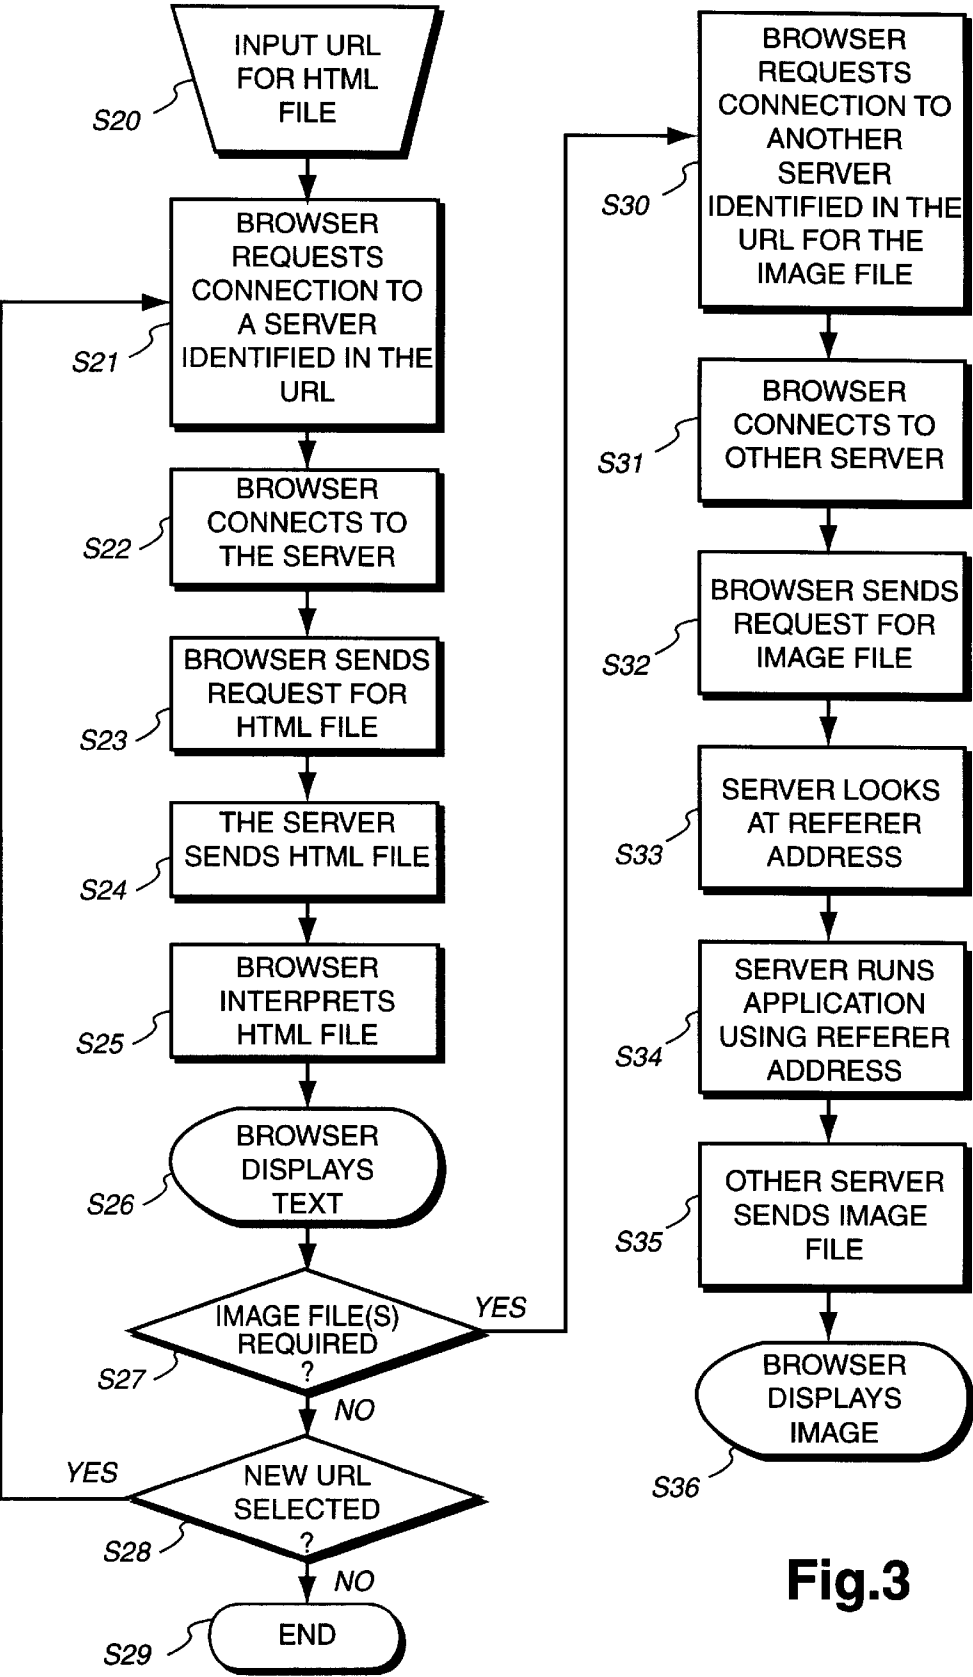 INPUT URL
FOR HTML
FILE
S20
BROWSER
REQUESTS
CONNECTION TO
A SERVER
IDENTIFIED IN THE
URL
S21
BROWSER
CONNECTS TO
THE SERVER
S22
BROWSER SENDS
REQUEST FOR
HTML FILE
S23
THE SERVER
SENDS HTML FILE
S24
BROWSER
INTERPRETS
HTML FILE
S25
BROWSER
DISPLAYS
TEXT
S26
IMAGE FILE(S)
REQUIRED
?
S27
YES
NO
NEW URL
SELECTED
?
S28
YES
NO
END
S29
BROWSER
REQUESTS
CONNECTION TO
ANOTHER
SERVER
IDENTIFIED IN THE
URL FOR THE
IMAGE FILE
S30
BROWSER
CONNECTS TO
OTHER SERVER
S31
BROWSER SENDS
REQUEST FOR
IMAGE FILE
S32
SERVER LOOKS
AT REFERER
ADDRESS
S33
SERVER RUNS
APPLICATION
USING REFERER
ADDRESS
S34
OTHER SERVER
SENDS IMAGE
FILE
S35
BROWSER
DISPLAYS
IMAGE
S36
Fig.3